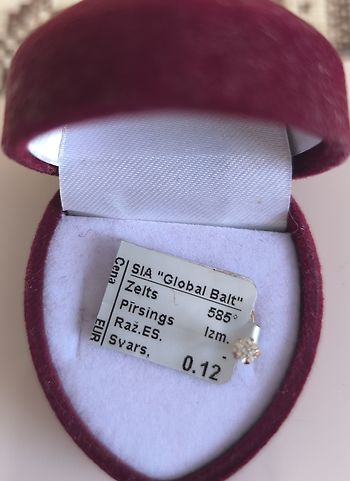 SIA "Global Balt"
Zelts 585°
Pīrsings Izm.
Raž.ES. -
Svars, 0.12
Cena EUR